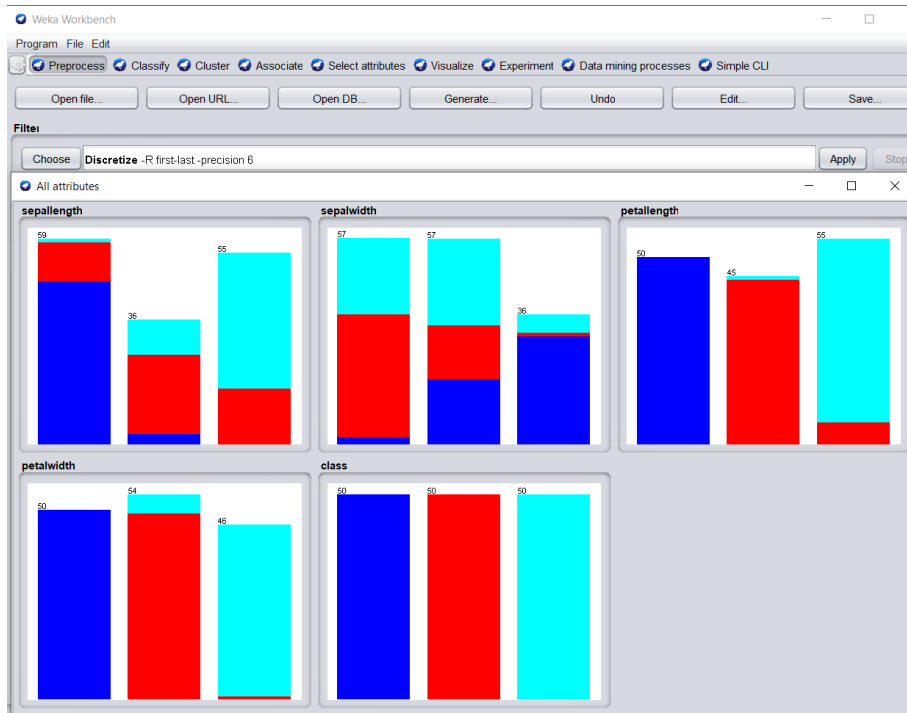 Weka Workbench
Program File Edit
Preprocess Classify Cluster Associate Select attributes Visualize Experiment Data mining processes Simple CLI
Open file... Open URL... Open DB... Generate... Undo Edit... Save...
Filter
Choose Discretize -R first-last -precision 6 Apply Stop
All attributes
sepallength sepalwidth petallength
59 36 55 57 57 36 50 45 55
petalwidth class
50 54 46 50 50 50